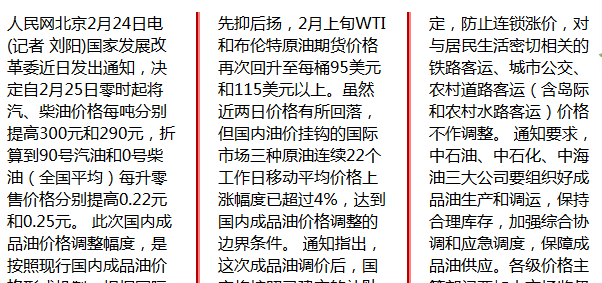 人民网北京2月24日电
(记者 刘阳)国家发展改
革委近日发出通知，决
定自2月25日零时起将
汽、柴油价格每吨分别
提高300元和290元，折
算到90号汽油和0号柴
油（全国平均）每升零
售价格分别提高0.22元
和0.25元。 此次国内成
品油价格调整幅度，是
按照现行国内成品油价
先抑后扬，2月上旬WTI
和布伦特原油期货价格
再次回升至每桶95美元
和115美元以上。虽然
近两日价格有所回落，
但国内油价挂钩的国际
市场三种原油连续22个
工作日移动平均价格上
涨幅度已超过4%，达到
国内成品油价格调整的
边界条件。 通知指出，
这次成品油调价后，国
定，防止连锁涨价，对
与居民生活密切相关的
铁路客运、城市公交、
农村道路客运（含岛际
和农村水路客运）价格
不作调整。 通知要求，
中石油、中石化、中海
油三大公司要组织好成
品油生产和调运，保持
合理库存，加强综合协
调和应急调度，保障成
品油供应。各级价格主